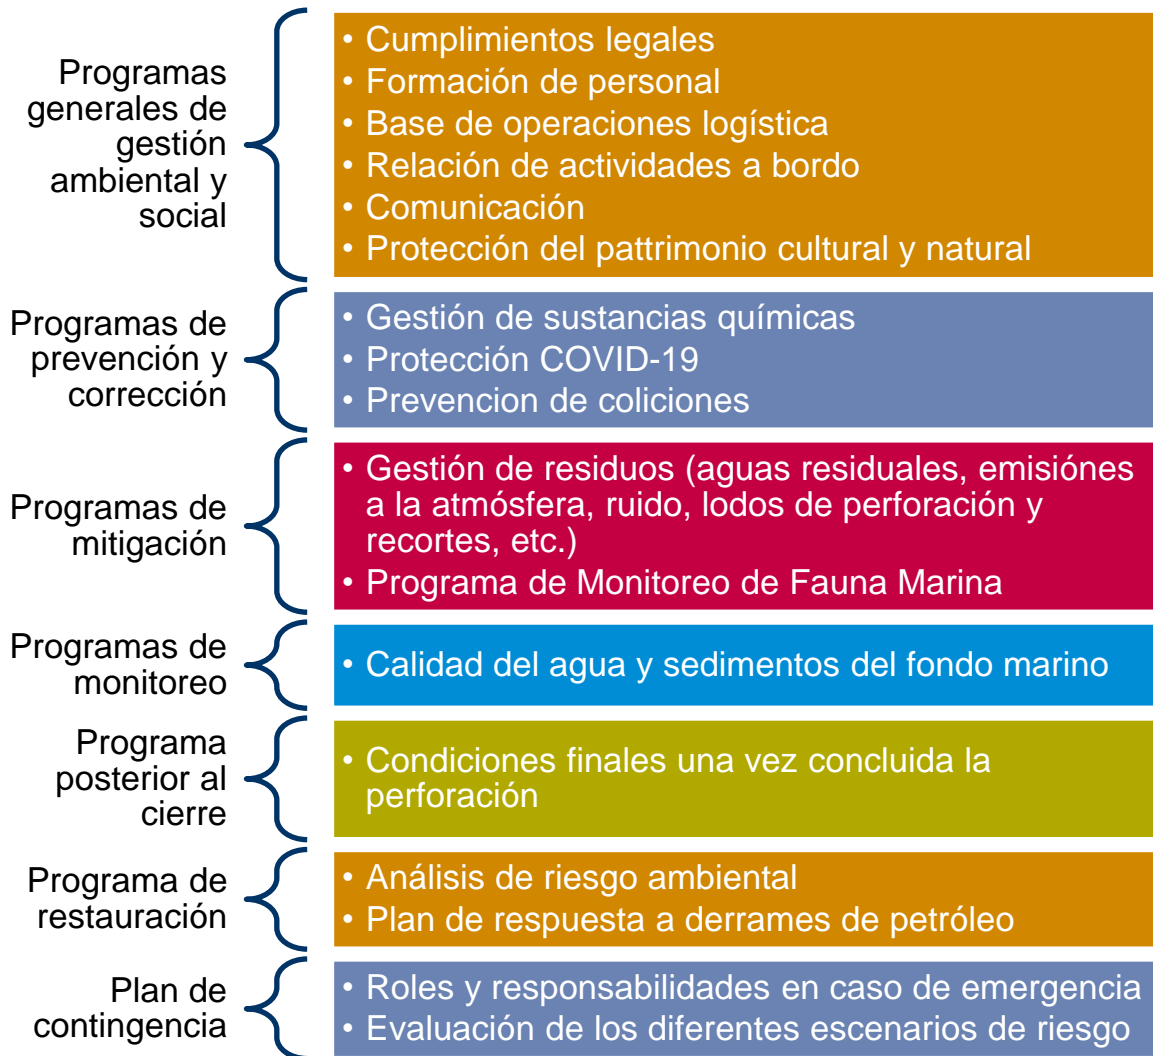 Programas
generales de
gestión
ambiental y
social
• Cumplimientos legales
• Formación de personal
• Base de operaciones logística
• Relación de actividades a bordo
• Comunicación
• Protección del pattrimonio cultural y natural
Programas de
prevención y
corrección
• Gestión de sustancias químicas
• Protección COVID-19
• Prevencion de coliciones
Programas de
mitigación
• Gestión de residuos (aguas residuales, emisiónes
a la atmósfera, ruido, lodos de perforación y
recortes, etc.)
• Programa de Monitoreo de Fauna Marina
Programas de
monitoreo
• Calidad del agua y sedimentos del fondo marino
Programa
posterior al
cierre
• Condiciones finales una vez concluida la
perforación
Programa de
restauración
• Análisis de riesgo ambiental
• Plan de respuesta a derrames de petróleo
Plan de
contingencia
• Roles y responsabilidades en caso de emergencia
• Evaluación de los diferentes escenarios de riesgo